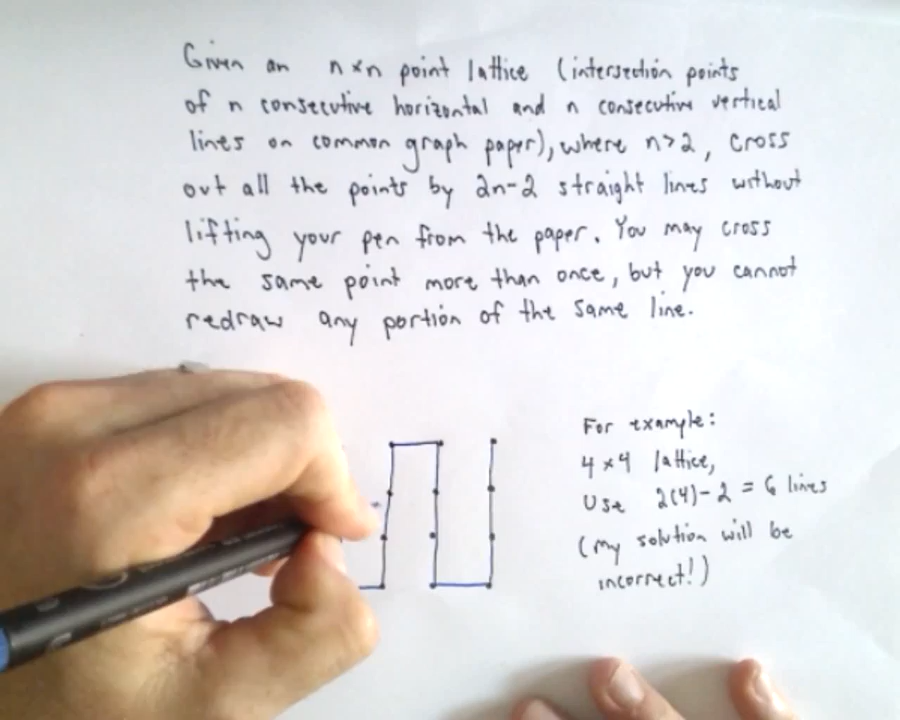 Given an n×n point lattice (intersection points
of n consecutive horizontal and n consecutive vertical
lines on common graph paper), where n>2, cross
out all the points by 2n-2 straight lines without
lifting your pen from the paper. You may cross
the same point more than once, but you cannot
redraw any portion of the same line.
For example:
4×4 lattice,
Use 2(4)-2 = 6 lines
(my solution will be
incorrect!)